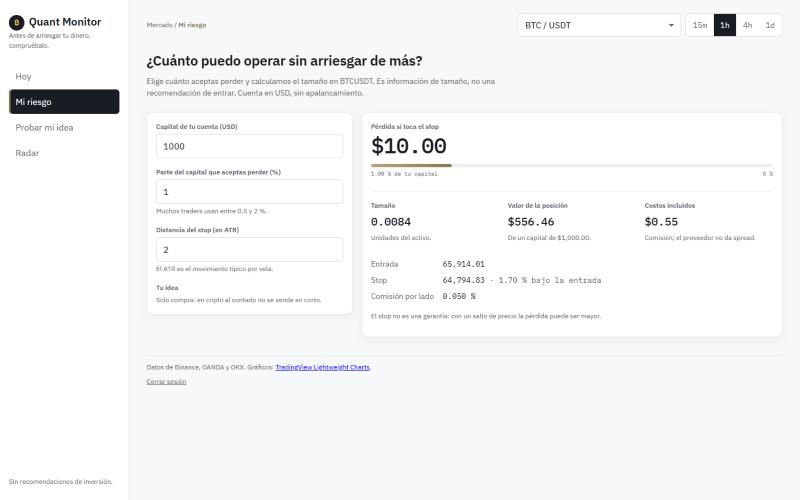 B Quant Monitor
Antes de arriesgar tu dinero,
compruébalo.
Hoy
Mi riesgo
Probar mi idea
Radar
Sin recomendaciones de inversión.
Mercado / Mi riesgo
BTC / USDT
15m 1h 4h 1d
¿Cuánto puedo operar sin arriesgar de más?
Elige cuánto aceptas perder y calculamos el tamaño en BTCUSDT. Es información de tamaño, no una
recomendación de entrar. Cuenta en USD, sin apalancamiento.
Capital de tu cuenta (USD)
1000
Parte del capital que aceptas perder (%)
1
Muchos traders usan entre 0.5 y 2 %.
Distancia del stop (en ATR)
2
El ATR es el movimiento típico por vela.
Tu idea
Solo compra: en cripto al contado no se vende en corto.
Pérdida si toca el stop
$10.00
1.00 % de tu capital 5 %
Tamaño Valor de la posición Costos incluidos
0.0084 $556.46 $0.55
Unidades del activo. De un capital de $1,000.00. Comisión; el proveedor no da spread.
Entrada 65,914.01
Stop 64,794.83 · 1.70 % bajo la entrada
Comisión por lado 0.050 %
El stop no es una garantía: con un salto de precio la pérdida puede ser mayor.
Datos de Binance, OANDA y OKX. Gráficos: TradingView Lightweight Charts.
Cerrar sesión